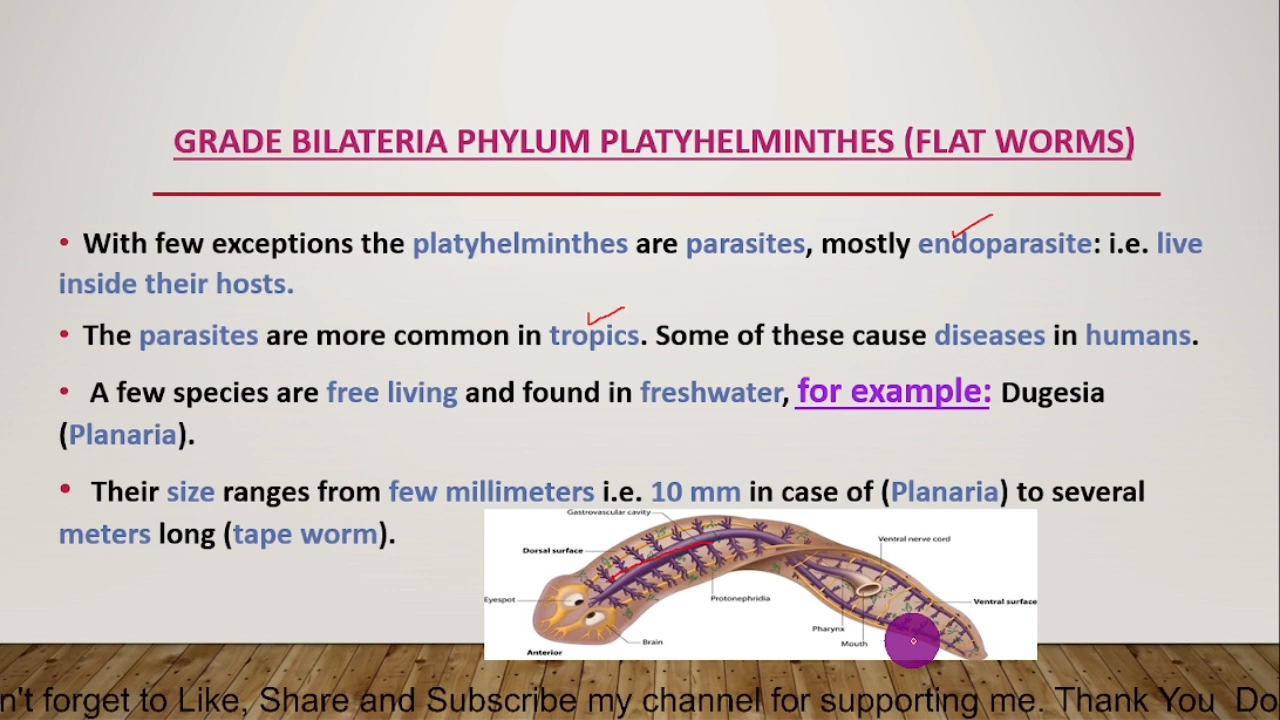 GRADE BILATERIA PHYLUM PLATYHELMINTHES (FLAT WORMS)
• With few exceptions the platyhelminthes are parasites, mostly endoparasite: i.e. live
inside their hosts.
• The parasites are more common in tropics. Some of these cause diseases in humans.
• A few species are free living and found in freshwater, for example: Dugesia
(Planaria).
• Their size ranges from few millimeters i.e. 10 mm in case of (Planaria) to several
meters long (tape worm).
Gastrovascular cavity
Ventral nerve cord
Dorsal surface
Eyespot
Protonephridia
Ventral surface
Pharynx
Brain
Mouth
Anterior
n't forget to Like, Share and Subscribe my channel for supporting me. Thank You Do